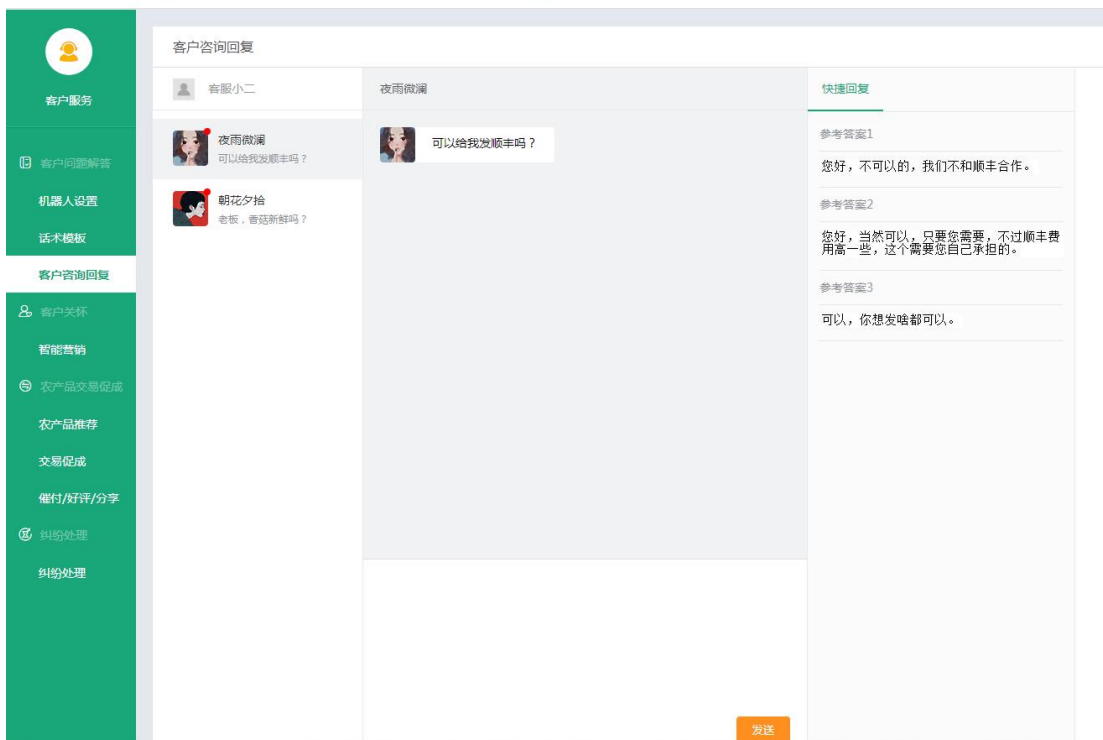 客户服务
客户问题解答
机器人设置
话术模板
客户咨询回复
客户关怀
智能营销
农产品交易促成
农产品推荐
交易促成
催付/好评/分享
纠纷处理
纠纷处理
客户咨询回复
客服小二
夜雨微澜
可以给我发顺丰吗？
朝花夕拾
老板，香菇新鲜吗？
夜雨微澜
可以给我发顺丰吗？
发送
快捷回复
参考答案1
您好，不可以的，我们不和顺丰合作。
参考答案2
您好，当然可以，只要您需要，不过顺丰费
用高一些，这个需要您自己承担的。
参考答案3
可以，你想发啥都可以。